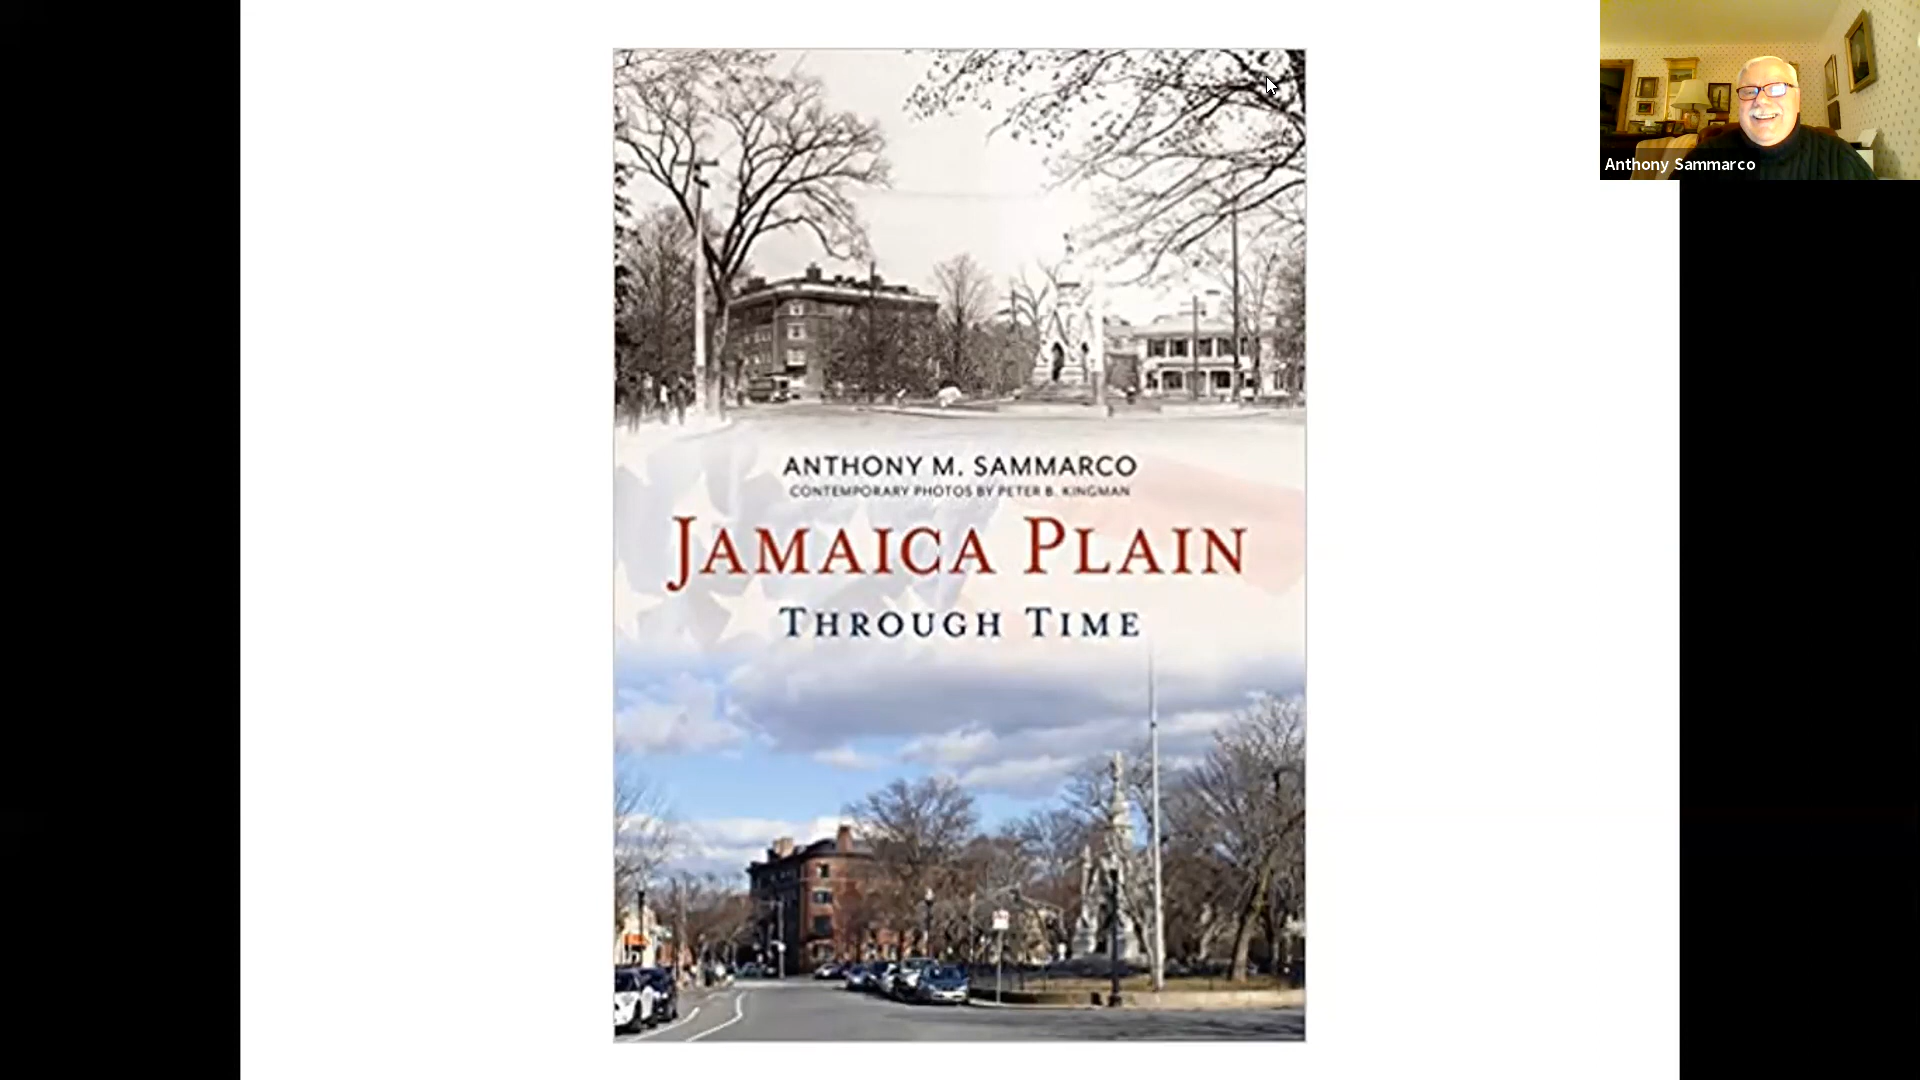 ANTHONY M. SAMMARCO
CONTEMPORARY PHOTOS BY PETER B. KINGMAN
JAMAICA PLAIN
THROUGH TIME
Anthony Sammarco